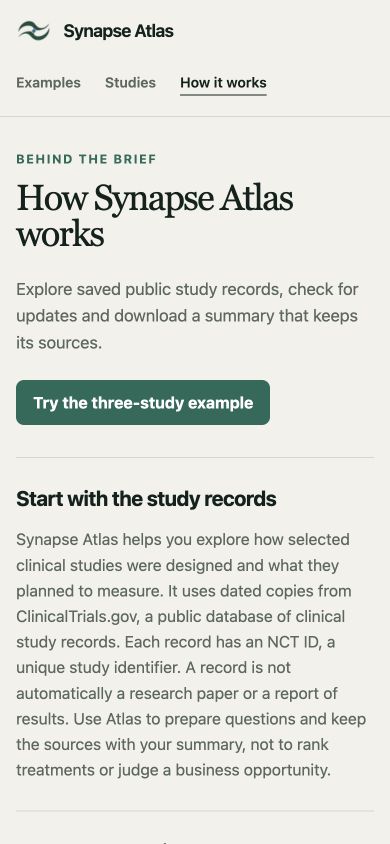 Synapse Atlas
Examples Studies How it works
BEHIND THE BRIEF
How Synapse Atlas
works
Explore saved public study records, check for
updates and download a summary that keeps
its sources.
Try the three-study example
Start with the study records
Synapse Atlas helps you explore how selected
clinical studies were designed and what they
planned to measure. It uses dated copies from
ClinicalTrials.gov, a public database of clinical
study records. Each record has an NCT ID, a
unique study identifier. A record is not
automatically a research paper or a report of
results. Use Atlas to prepare questions and keep
the sources with your summary, not to rank
treatments or judge a business opportunity.